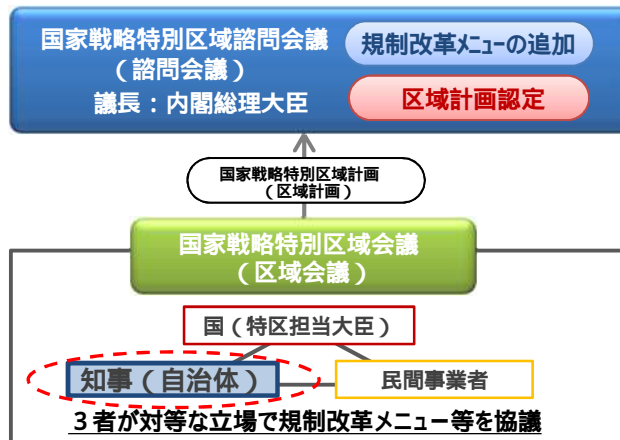 国家戦略特別区域諮問会議
（諮問会議）
議長：内閣総理大臣
規制改革メニューの追加
区域計画認定
国家戦略特別区域計画
（区域計画）
国家戦略特別区域会議
（区域会議）
国（特区担当大臣）
知事（自治体）
民間事業者
３者が対等な立場で規制改革メニュー等を協議